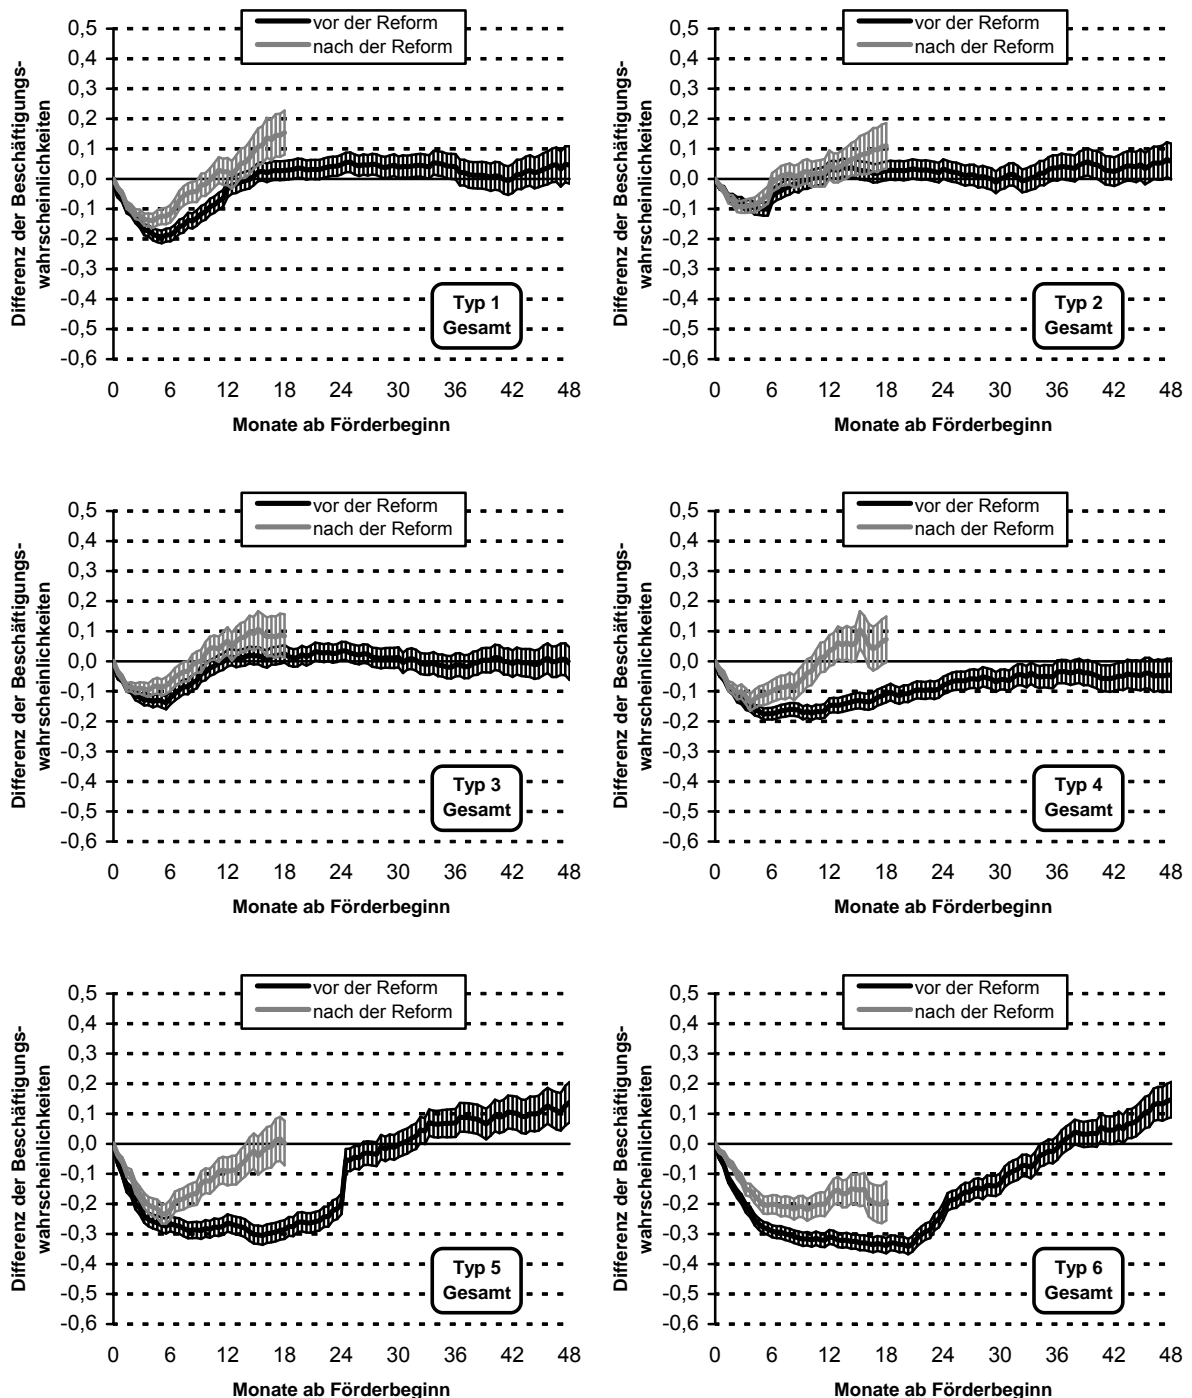 vor der Reform
nach der Reform
Differenz der Beschäftigungs-
wahrscheinlichkeiten
0,5
0,4
0,3
0,2
0,1
0,0
-0,1
-0,2
-0,3
-0,4
-0,5
-0,6
Typ 1
Gesamt
0 6 12 18 24 30 36 42 48
Monate ab Förderbeginn
vor der Reform
nach der Reform
Differenz der Beschäftigungs-
wahrscheinlichkeiten
0,5
0,4
0,3
0,2
0,1
0,0
-0,1
-0,2
-0,3
-0,4
-0,5
-0,6
Typ 2
Gesamt
0 6 12 18 24 30 36 42 48
Monate ab Förderbeginn
vor der Reform
nach der Reform
Differenz der Beschäftigungs-
wahrscheinlichkeiten
0,5
0,4
0,3
0,2
0,1
0,0
-0,1
-0,2
-0,3
-0,4
-0,5
-0,6
Typ 3
Gesamt
0 6 12 18 24 30 36 42 48
Monate ab Förderbeginn
vor der Reform
nach der Reform
Differenz der Beschäftigungs-
wahrscheinlichkeiten
0,5
0,4
0,3
0,2
0,1
0,0
-0,1
-0,2
-0,3
-0,4
-0,5
-0,6
Typ 4
Gesamt
0 6 12 18 24 30 36 42 48
Monate ab Förderbeginn
vor der Reform
nach der Reform
Differenz der Beschäftigungs-
wahrscheinlichkeiten
0,5
0,4
0,3
0,2
0,1
0,0
-0,1
-0,2
-0,3
-0,4
-0,5
-0,6
Typ 5
Gesamt
0 6 12 18 24 30 36 42 48
Monate ab Förderbeginn
vor der Reform
nach der Reform
Differenz der Beschäftigungs-
wahrscheinlichkeiten
0,5
0,4
0,3
0,2
0,1
0,0
-0,1
-0,2
-0,3
-0,4
-0,5
-0,6
Typ 6
Gesamt
0 6 12 18 24 30 36 42 48
Monate ab Förderbeginn